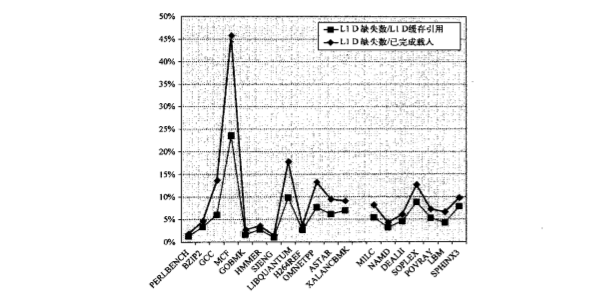 50%
45%
40%
35%
30%
25%
20%
15%
10%
5%
0%
L1 D缺失数/L1 D缓存引用
L1 D缺失数/已完成载入
PERLBENCH
BZIP2
GCC
MCF
GOBMK
HMMER
SJENG
LIBQUANTUM
H264REF
OMNETPP
ASTAR
XALANCBMK
MILC
NAMD
DEALII
SOPLEX
POVRAY
LBM
SPHINX3